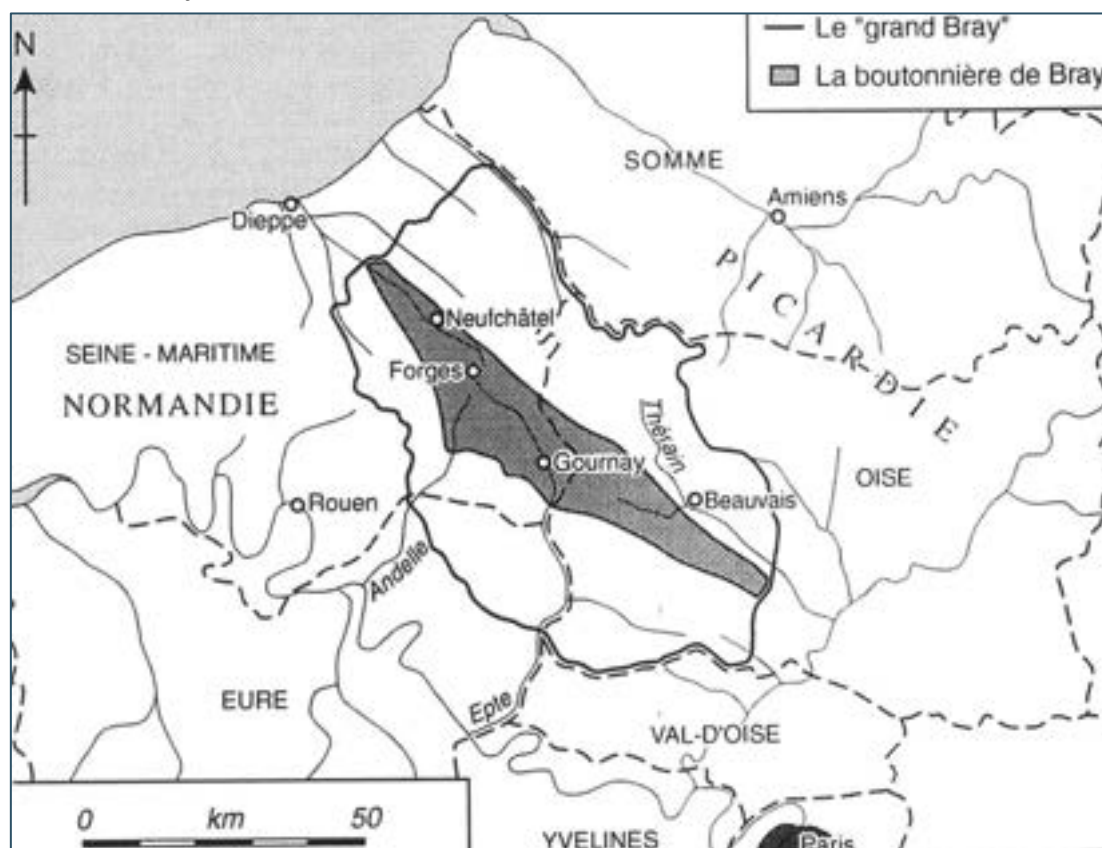 Le "grand Bray"
La boutonnière de Bray
N
SOMME
Amiens
Dieppe
PICARDIE
Neufchâtel
SEINE - MARITIME
Forges
NORMANDIE
Thérain
Gournay
OISE
Beauvais
Rouen
Andelle
EURE
Epte
VAL-D'OISE
0 km 50
YVELINES
Paris